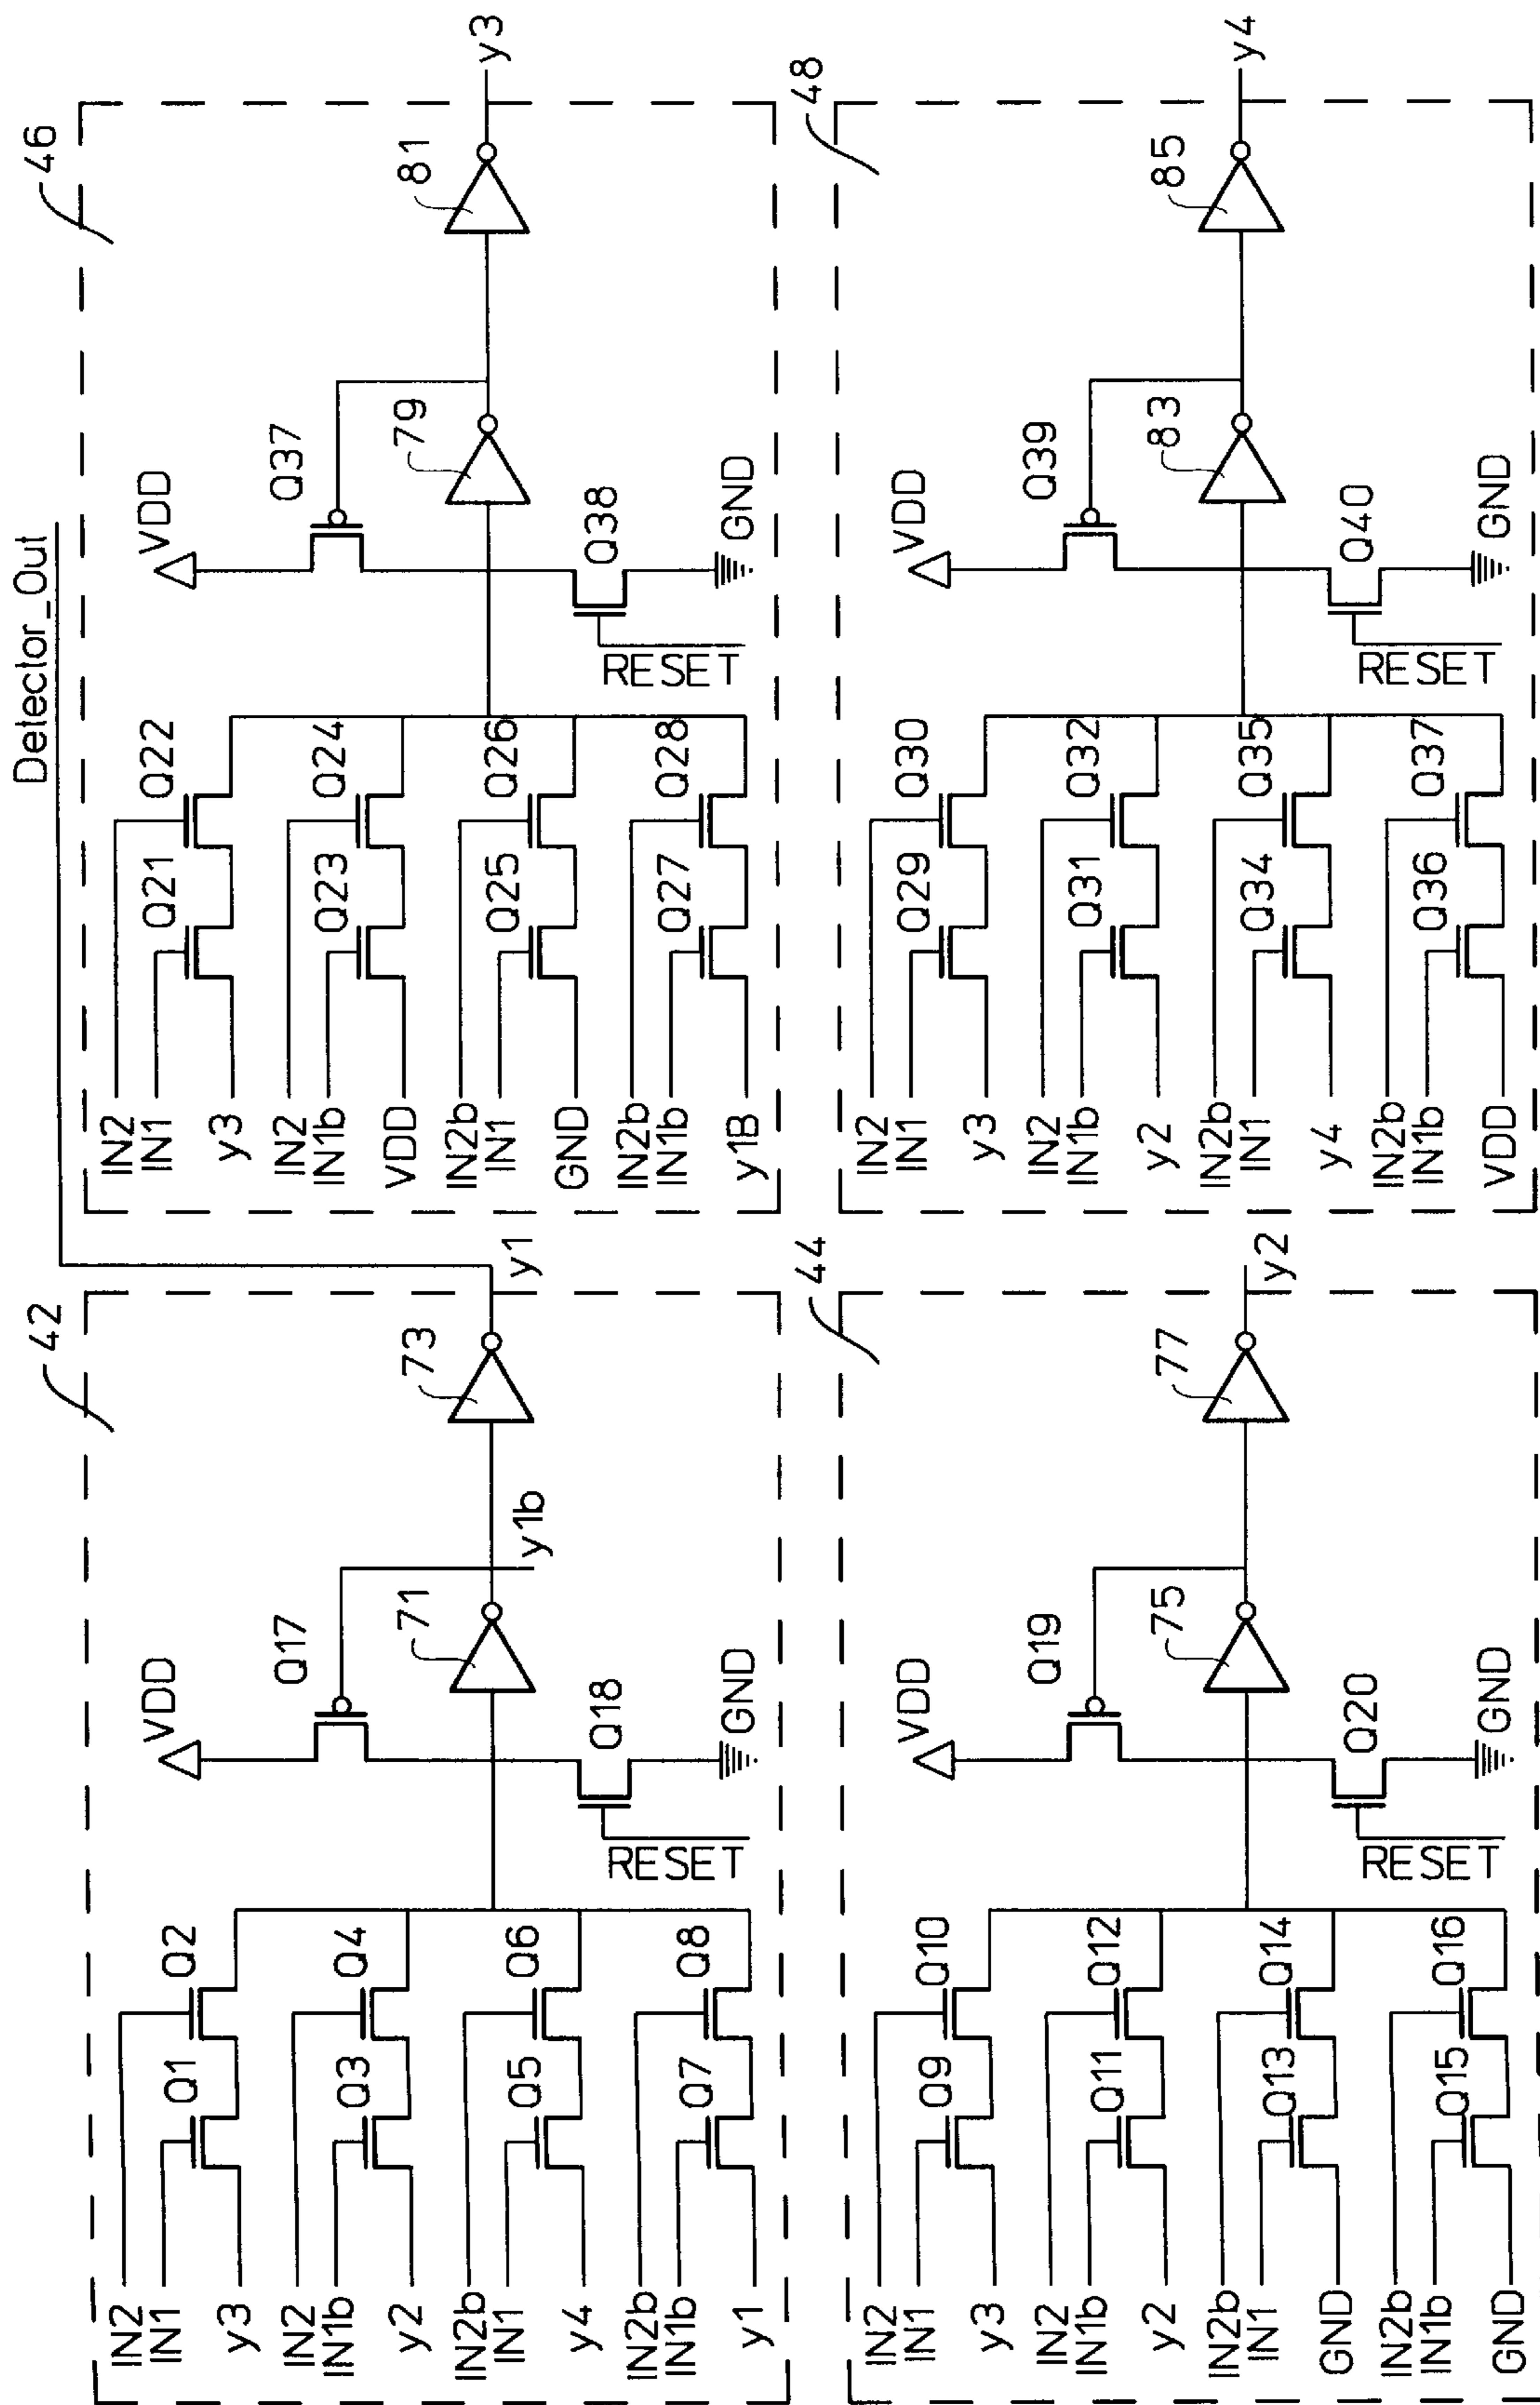 Detector_Out
42
IN2
IN1
y3
Q1
Q2
IN2
IN1b
y2
Q3
Q4
IN2b
IN1
y4
Q5
Q6
IN2b
IN1b
y1
Q7
Q8
VDD
Q17
71
y1b
73
y1
Q18
RESET
GND
46
IN2
IN1
y3
Q21
Q22
IN2
IN1b
VDD
Q23
Q24
IN2b
IN1
GND
Q25
Q26
IN2b
IN1b
y1B
Q27
Q28
VDD
Q37
79
81
y3
Q38
RESET
GND
44
IN2
IN1
y3
Q9
Q10
IN2
IN1b
y2
Q11
Q12
IN2b
IN1
GND
Q13
Q14
IN2b
IN1b
GND
Q15
Q16
VDD
Q19
75
77
y2
Q20
RESET
GND
48
IN2
IN1
y3
Q29
Q30
IN2
IN1b
y2
Q31
Q32
IN2b
IN1
y4
Q34
Q35
IN2b
IN1b
VDD
Q36
Q37
VDD
Q39
83
85
y4
Q40
RESET
GND